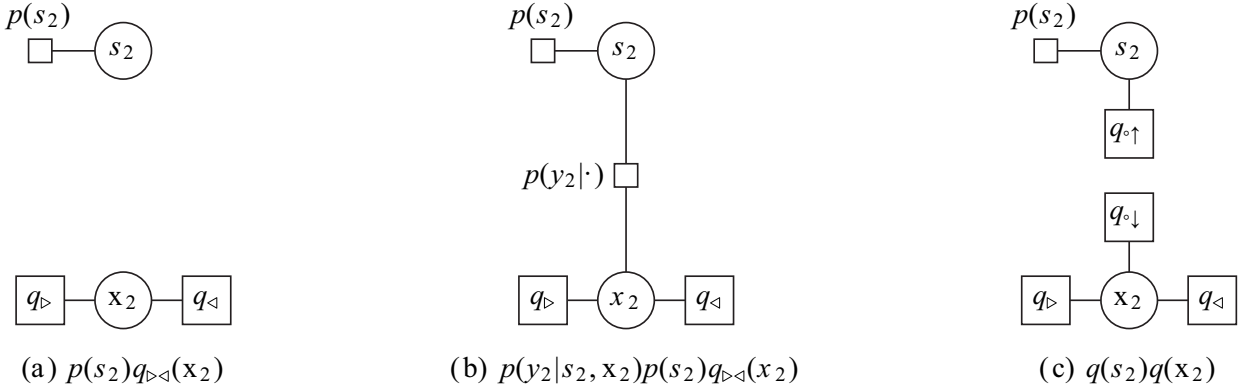 p(s₂) p(s₂) p(s₂)
s₂ s₂ s₂
q∘↑
p(y₂|·)
q∘↓
q▹ x₂ q◃ q▹ x₂ q◃ q▹ x₂ q◃
(a) p(s₂)q▹◃(x₂) (b) p(y₂|s₂, x₂)p(s₂)q▹◃(x₂) (c) q(s₂)q(x₂)